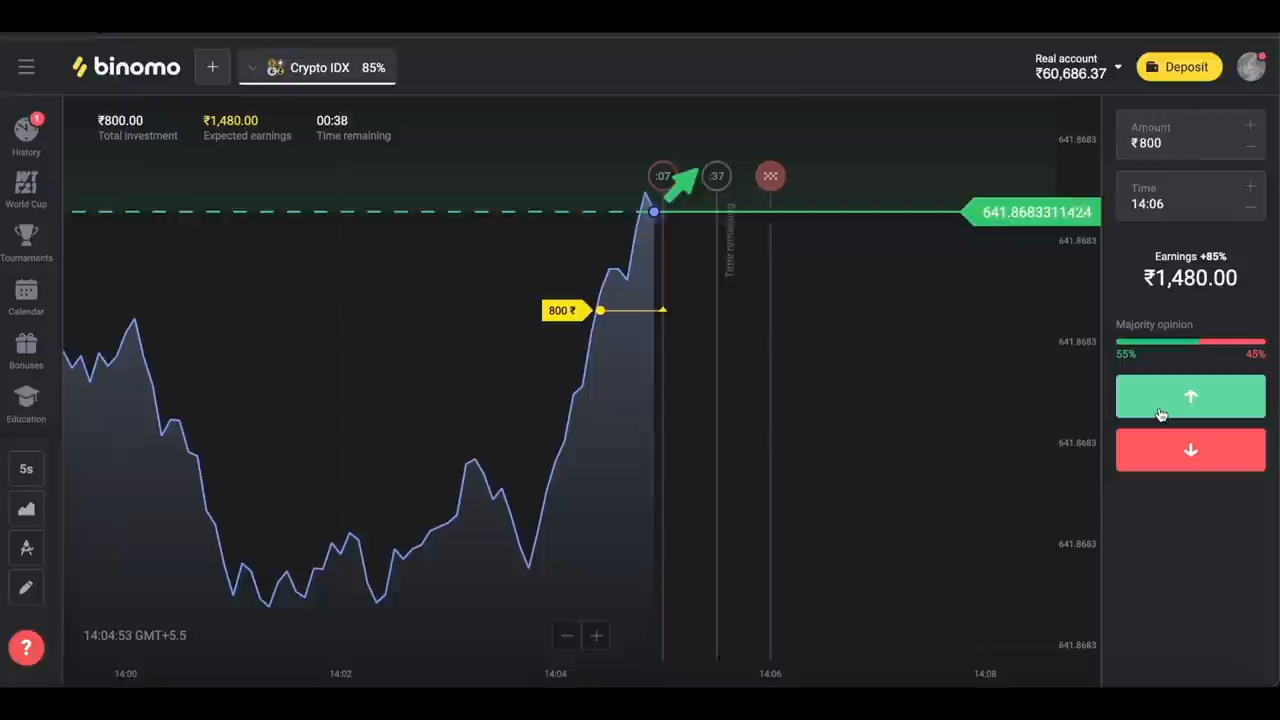 binomo
+
Crypto IDX 85%
Real account
₹60,686.37
Deposit
1
History
World Cup
Tournaments
Calendar
Bonuses
Education
5s
?
₹800.00
Total investment
₹1,480.00
Expected earnings
00:38
Time remaining
:07
:37
Time remaining
800 ₹
641.8683311424
641.8683
641.8683
641.8683
641.8683
641.8683
641.8683
14:04:53 GMT+5.5
− +
14:00
14:02
14:04
14:06
14:08
Amount
₹800
+
−
Time
14:06
+
−
Earnings +85%
₹1,480.00
Majority opinion
55% 45%